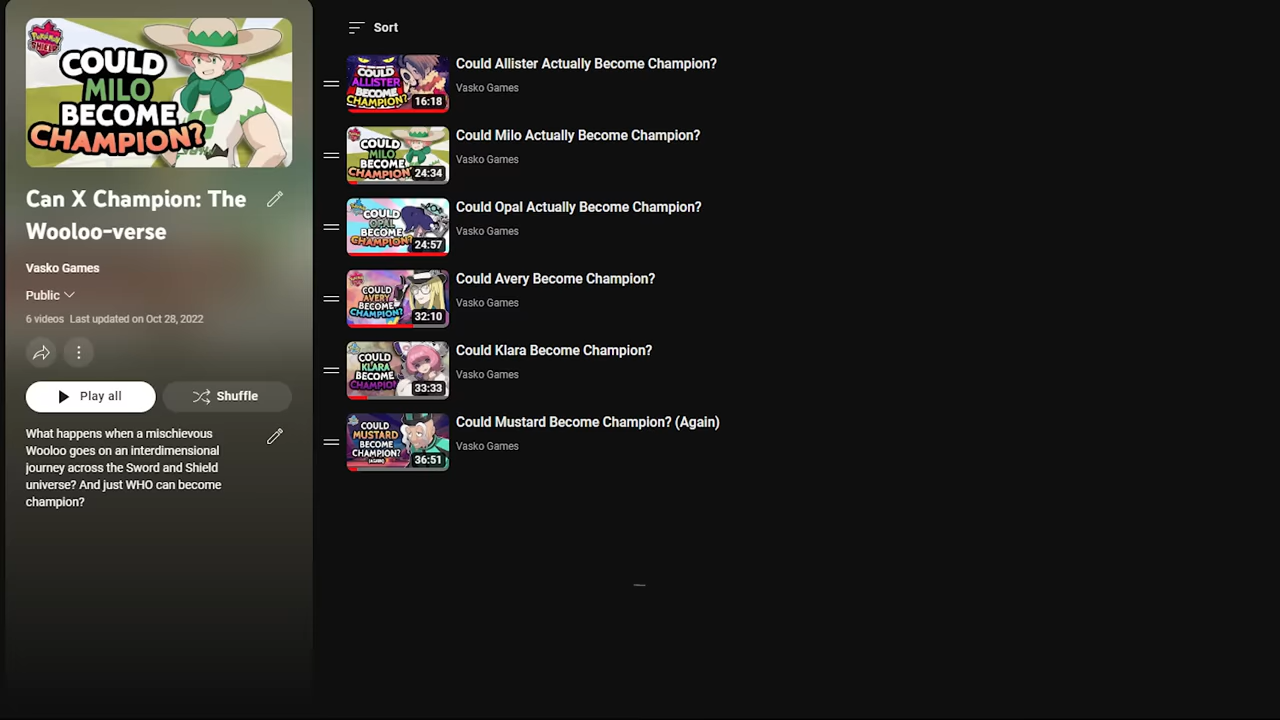 POKÉMON
SHIELD
COULD
MILO
BECOME
CHAMPION?
Can X Champion: The
Wooloo-verse
Vasko Games
Public
6 videos Last updated on Oct 28, 2022
Play all
Shuffle
What happens when a mischievous
Wooloo goes on an interdimensional
journey across the Sword and Shield
universe? And just WHO can become
champion?
Sort
COULD
ALLISTER
BECOME
CHAMPION?
16:18
Could Allister Actually Become Champion?
Vasko Games
COULD
MILO
BECOME
CHAMPION?
24:34
Could Milo Actually Become Champion?
Vasko Games
COULD
OPAL
BECOME
CHAMPION?
24:57
Could Opal Actually Become Champion?
Vasko Games
COULD
AVERY
BECOME
CHAMPION?
32:10
Could Avery Become Champion?
Vasko Games
COULD
KLARA
BECOME
CHAMPION?
33:33
Could Klara Become Champion?
Vasko Games
COULD
MUSTARD
BECOME
CHAMPION?
(AGAIN)
36:51
Could Mustard Become Champion? (Again)
Vasko Games